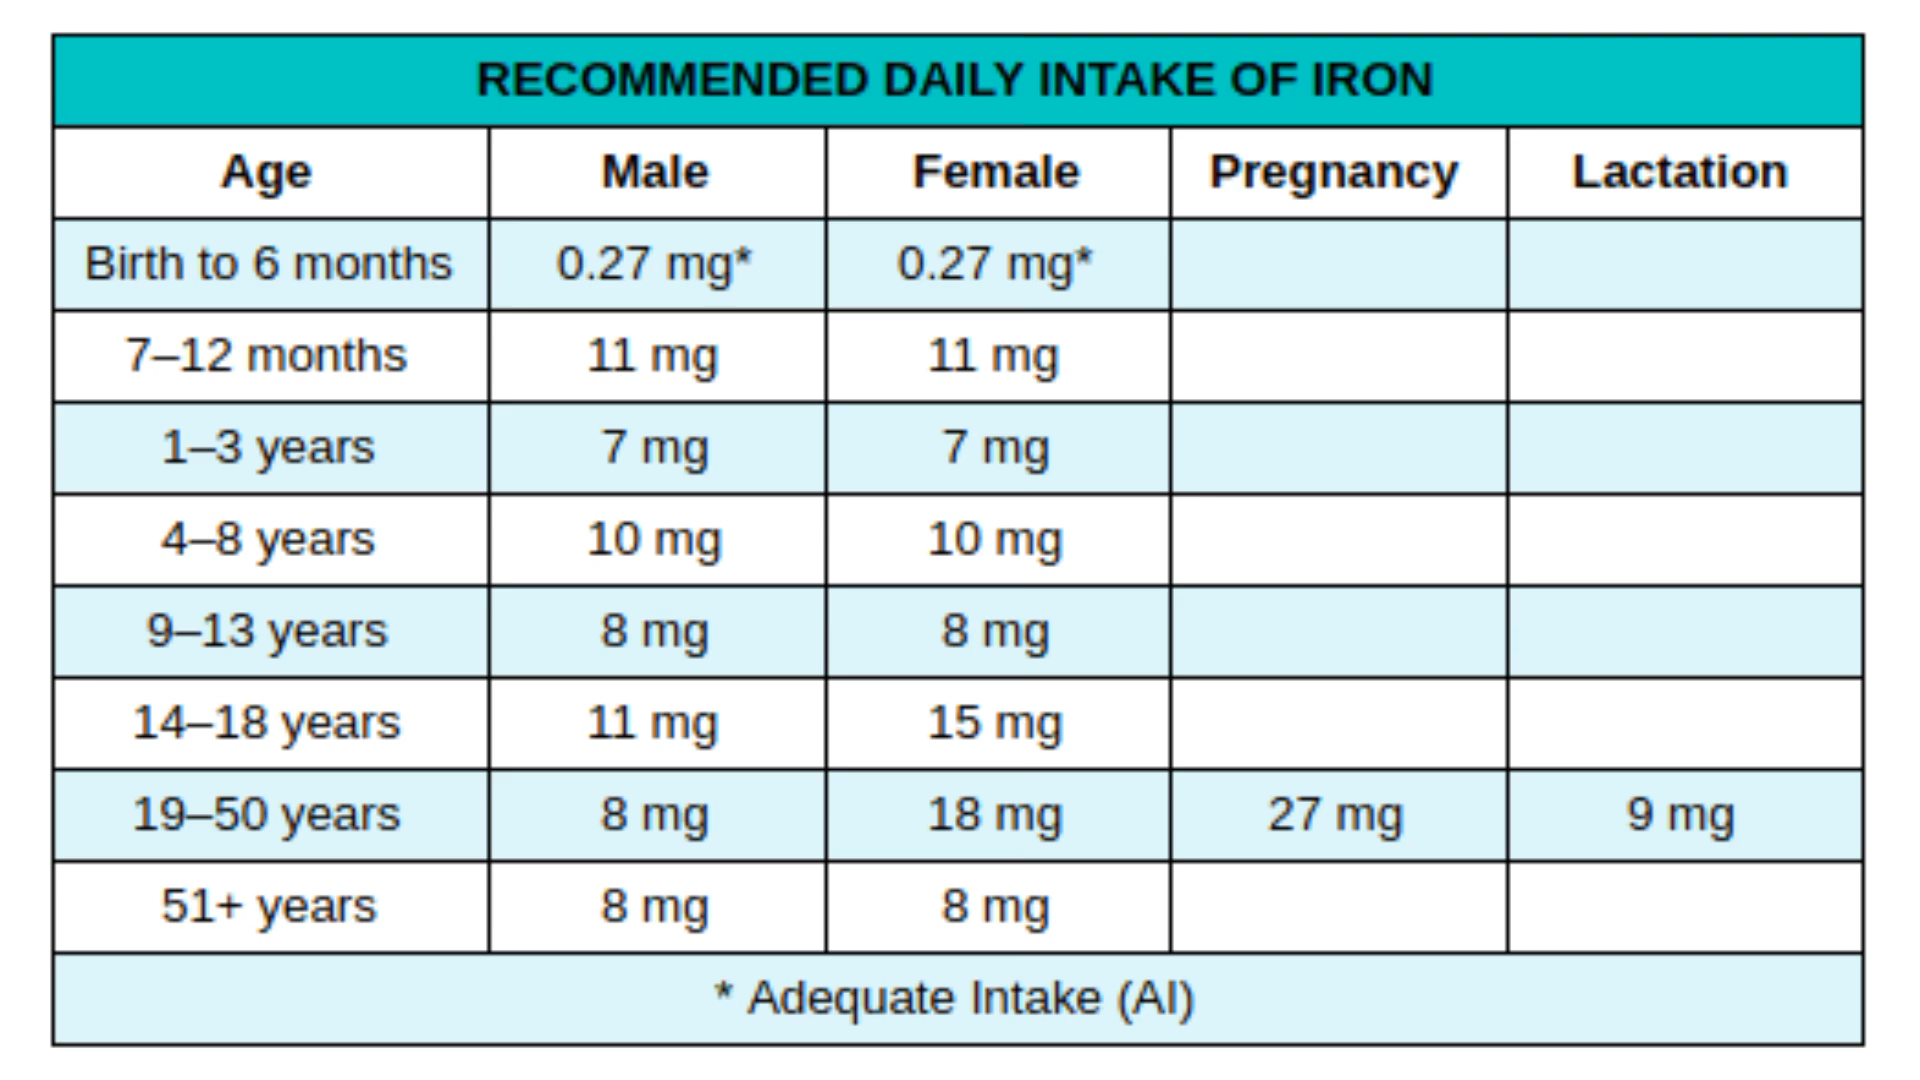 RECOMMENDED DAILY INTAKE OF IRON
Age Male Female Pregnancy Lactation
Birth to 6 months 0.27 mg* 0.27 mg*
7–12 months 11 mg 11 mg
1–3 years 7 mg 7 mg
4–8 years 10 mg 10 mg
9–13 years 8 mg 8 mg
14–18 years 11 mg 15 mg
19–50 years 8 mg 18 mg 27 mg 9 mg
51+ years 8 mg 8 mg
* Adequate Intake (AI)